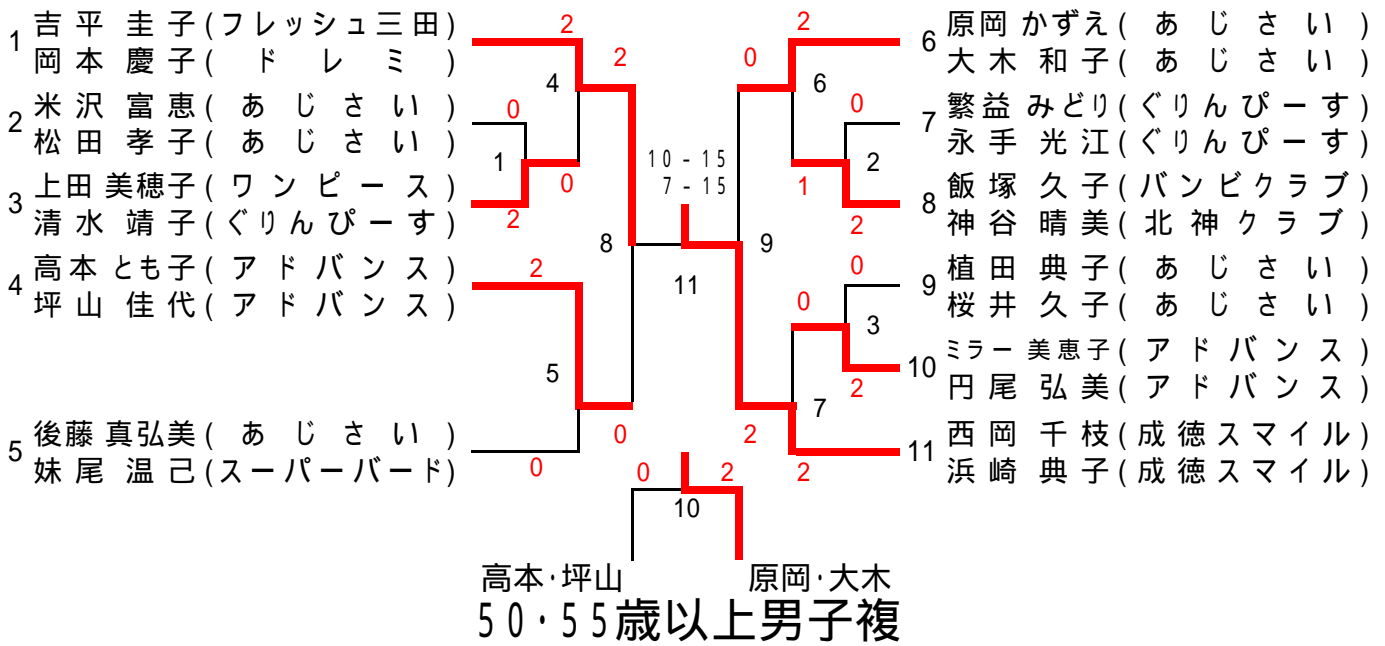 1 吉平 圭子(フレッシュ三田)
岡本 慶子(ドレミ)
2 米沢 富恵(あじさい)
松田 孝子(あじさい)
3 上田 美穂子(ワンピース)
清水 靖子(ぐりんぴーす)
4 高本 とも子(アドバンス)
坪山 佳代(アドバンス)
5 後藤 真弘美(あじさい)
妹尾 温己(スーパーバード)
2
4
2
0
1
0
2
8
2
5
0
0
10-15
7-15
11
0
2
10
高本・坪山
原岡・大木
2
0
6
0
1
2
2
9
0
0
3
2
7
2
2
6 原岡 かずえ(あじさい)
大木 和子(あじさい)
7 繁益 みどり(ぐりんぴーす)
永手 光江(ぐりんぴーす)
8 飯塚 久子(バンビクラブ)
神谷 晴美(北神クラブ)
9 植田 典子(あじさい)
桜井 久子(あじさい)
10 ミラー 美恵子(アドバンス)
円尾 弘美(アドバンス)
11 西岡 千枝(成徳スマイル)
浜崎 典子(成徳スマイル)
50・55歳以上男子複